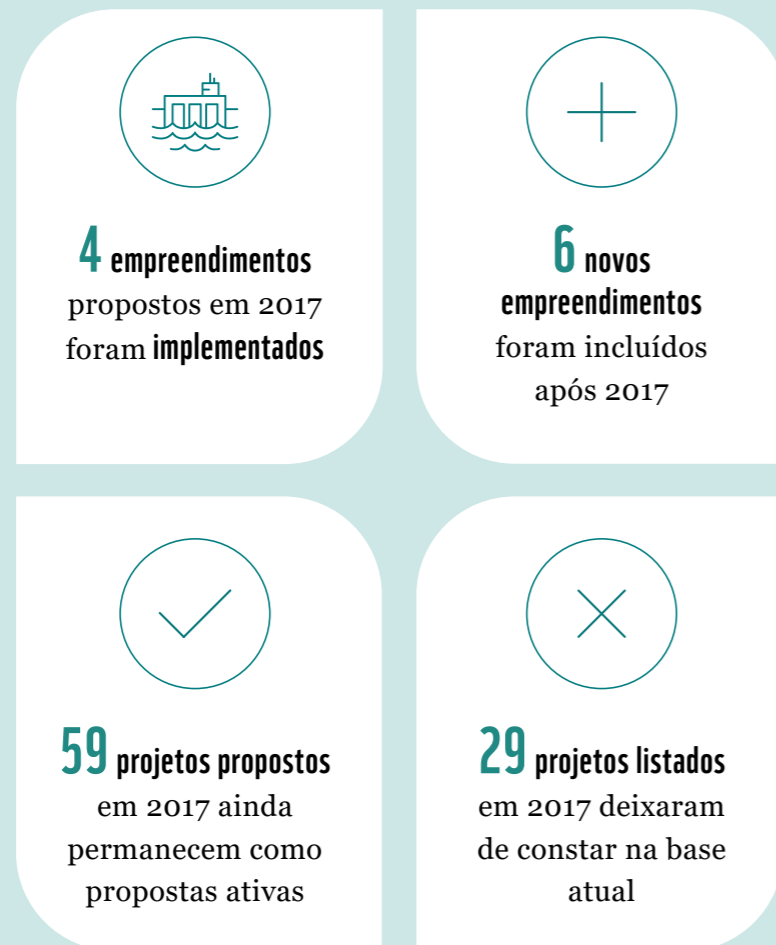 4 empreendimentos
propostos em 2017
foram implementados
6 novos
empreendimentos
foram incluídos
após 2017
59 projetos propostos
em 2017 ainda
permanecem como
propostas ativas
29 projetos listados
em 2017 deixaram
de constar na base
atual